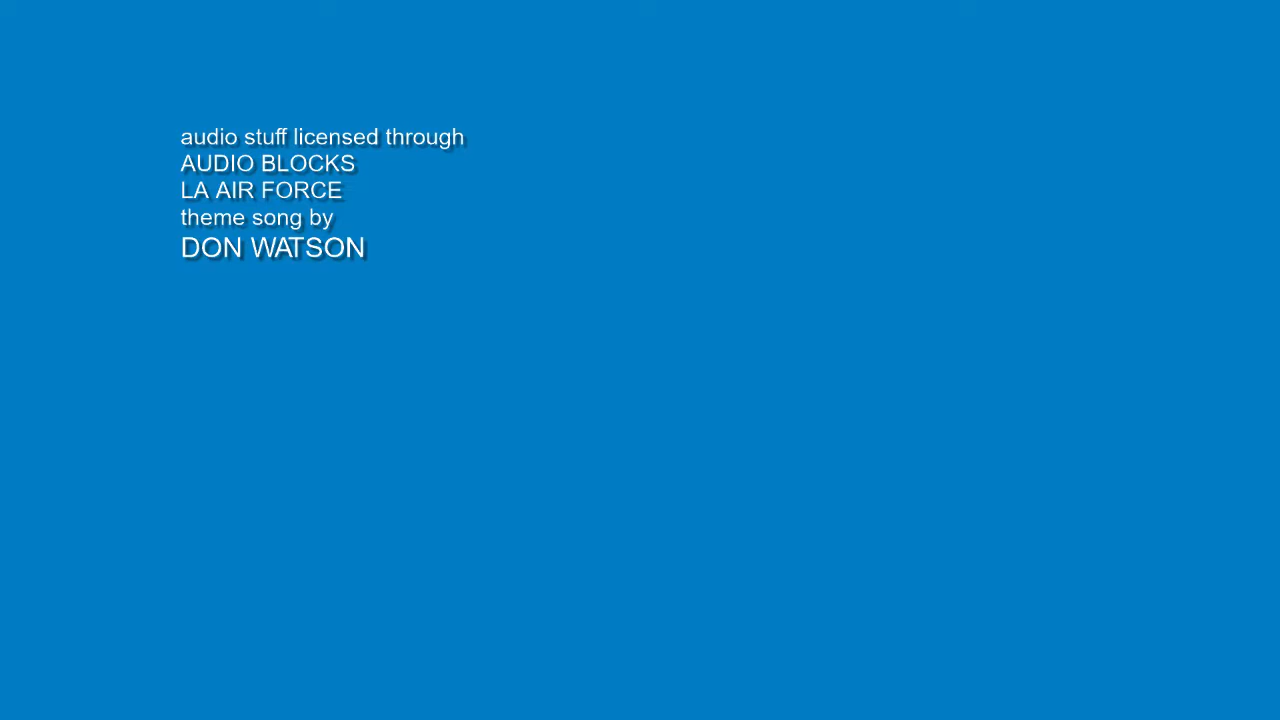 audio stuff licensed through
AUDIO BLOCKS
LA AIR FORCE
theme song by
DON WATSON